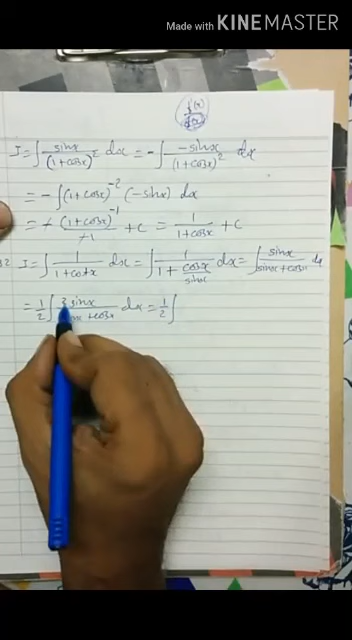 Made with KINEMASTER
I = ∫ sinx/(1+cosx)² dx = -∫ -sinx/(1+cosx)² dx
= -∫ (1+cosx)⁻² (-sinx) dx
= ≁ (1+cosx)⁻¹/≁1 + c = 1/(1+cosx) + c
32 I = ∫ 1/(1+cotx) dx = ∫ 1/(1+cosx/sinx) dx = ∫ sinx/(sinx+cosx) dx
= 1/2 ∫ 2sinx/(sinx+cosx) dx = 1/2 ∫